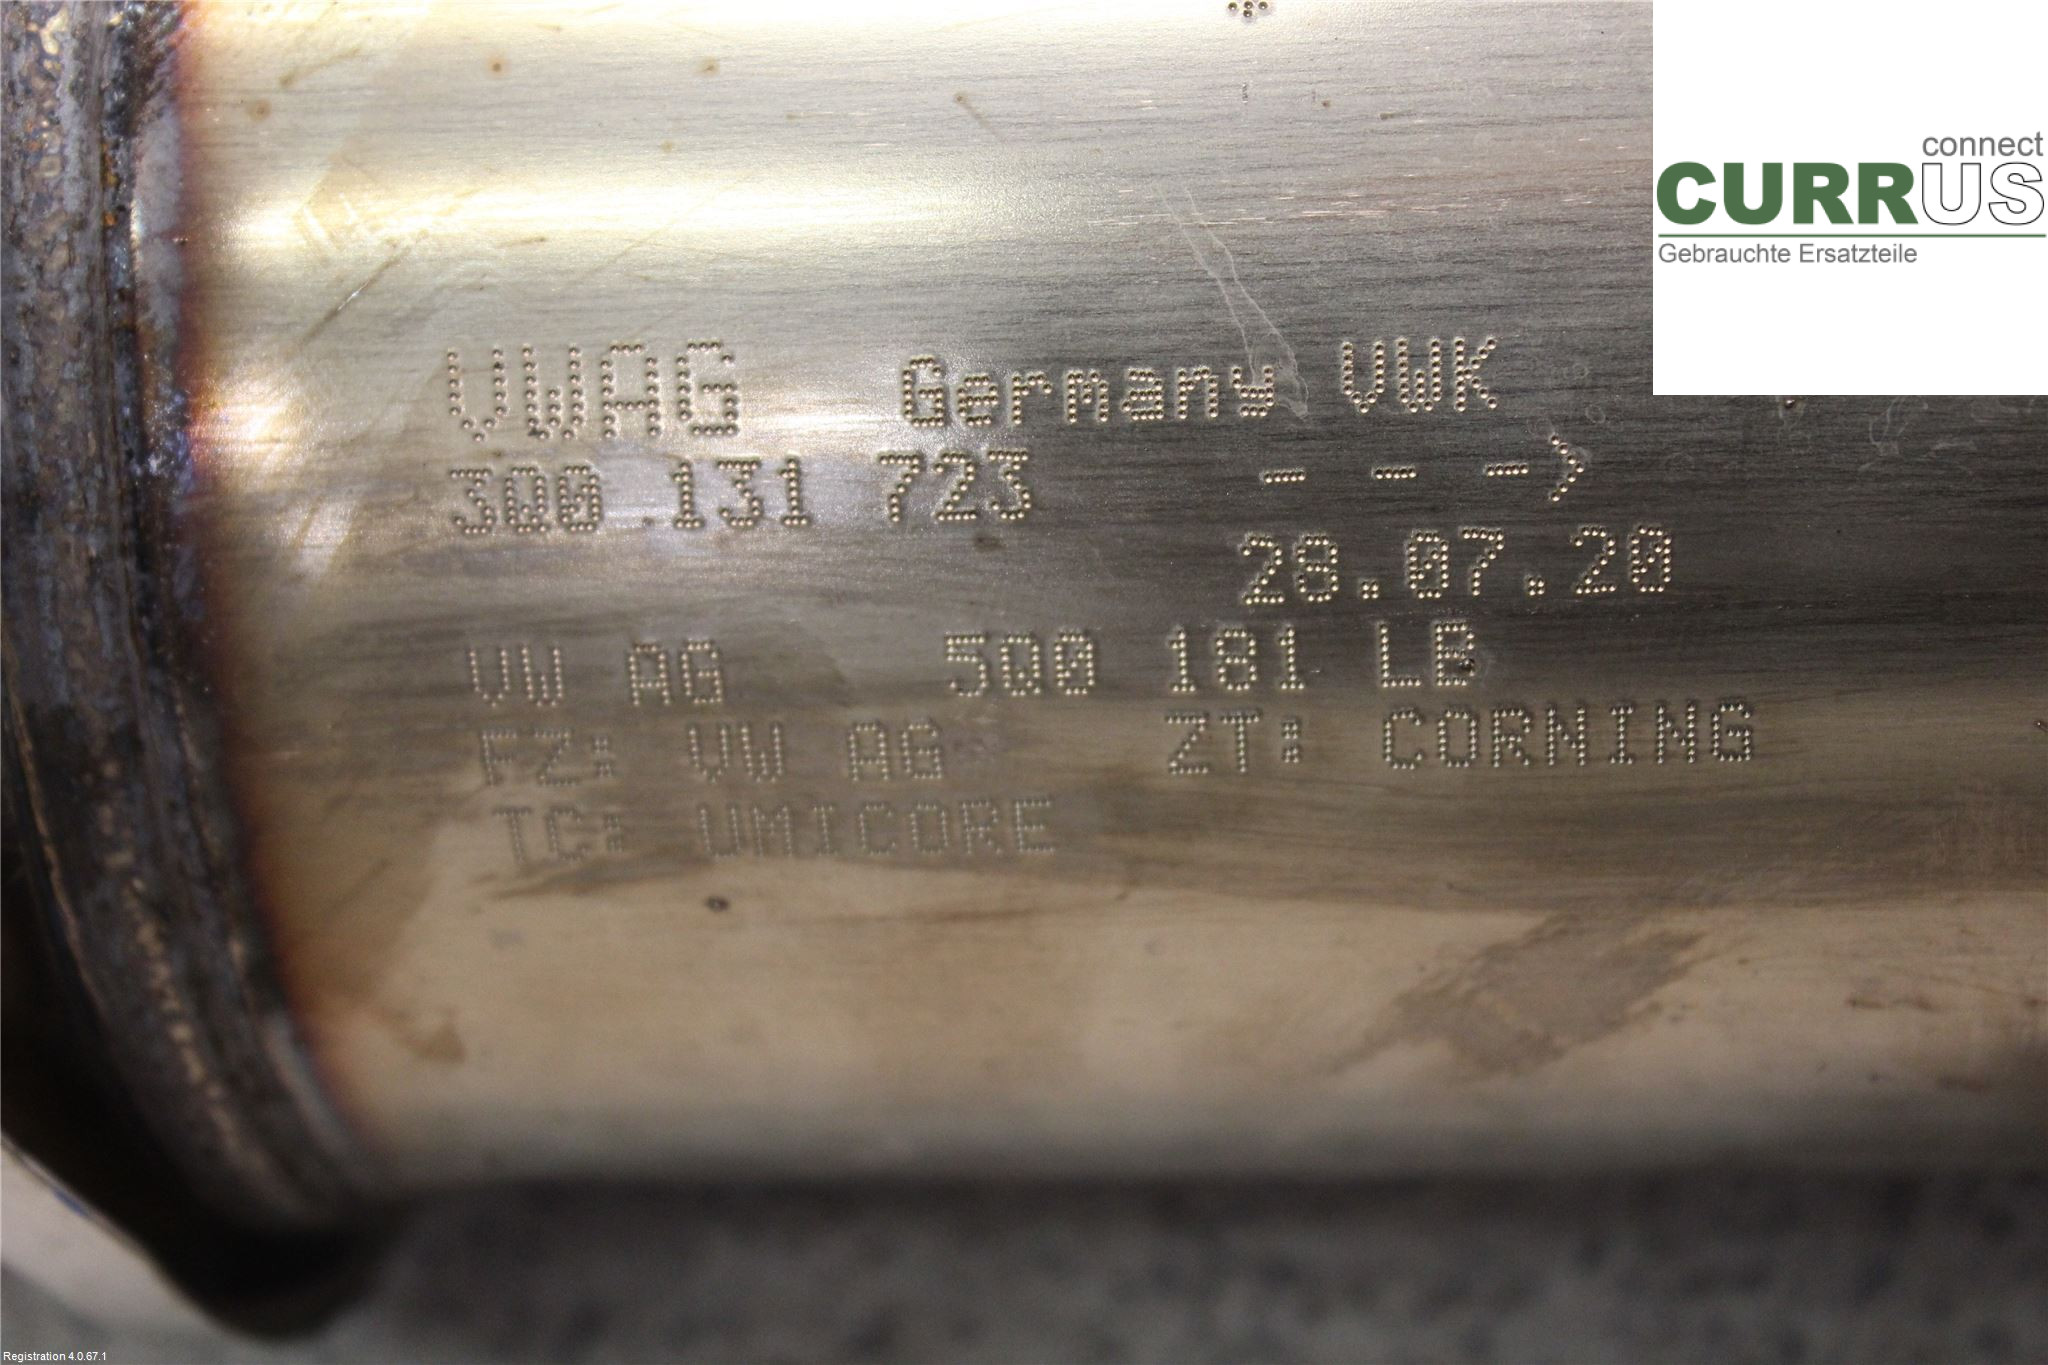 connect
CURRUS
Gebrauchte Ersatzteile
VWAG Germany VWK
3Q0.131 723 - - ->
28.07.20
VW AG 5Q0 181 LB
FZ: VW AG ZT: CORNING
TC: UMICORE
Registration 4.0.67.1